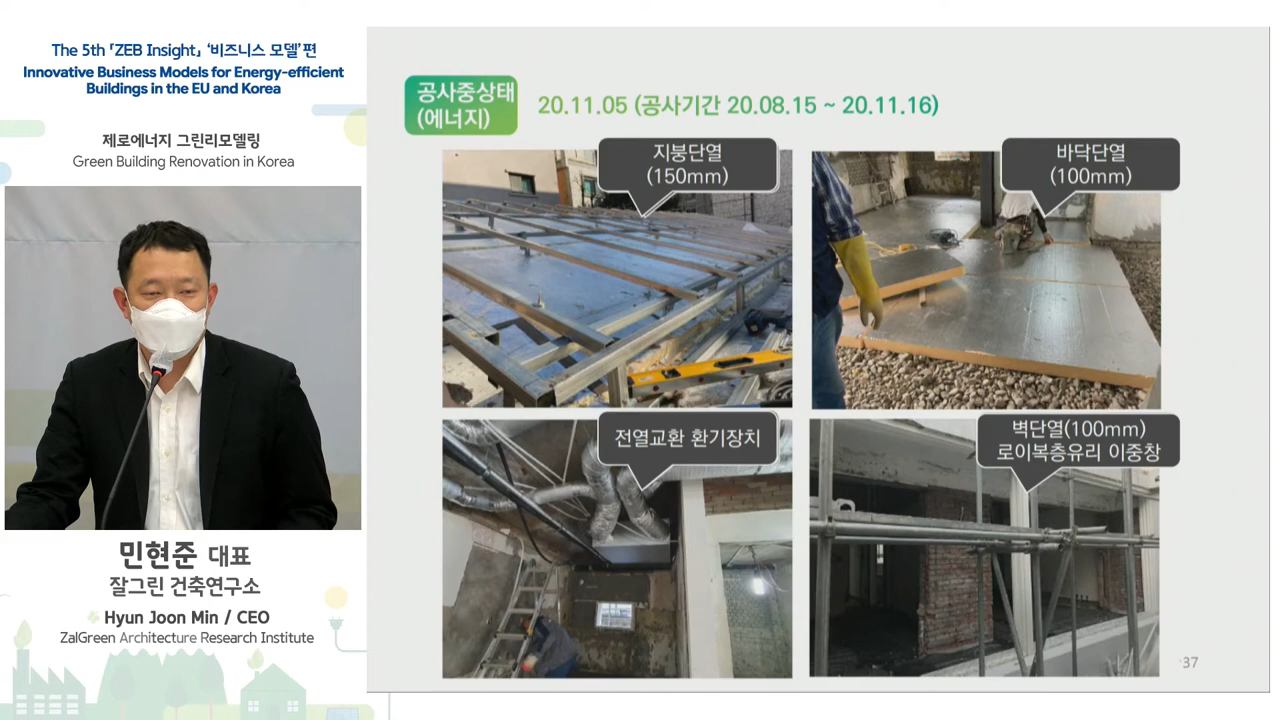 The 5th 「ZEB Insight」 ‘비즈니스 모델’편
Innovative Business Models for Energy-efficient
Buildings in the EU and Korea
제로에너지 그린리모델링
Green Building Renovation in Korea
민현준 대표
잘그린 건축연구소
Hyun Joon Min / CEO
ZalGreen Architecture Research Institute
공사중상태
(에너지)
20.11.05 (공사기간 20.08.15 ~ 20.11.16)
지붕단열
(150mm)
바닥단열
(100mm)
전열교환 환기장치
벽단열(100mm)
로이복층유리 이중창
37